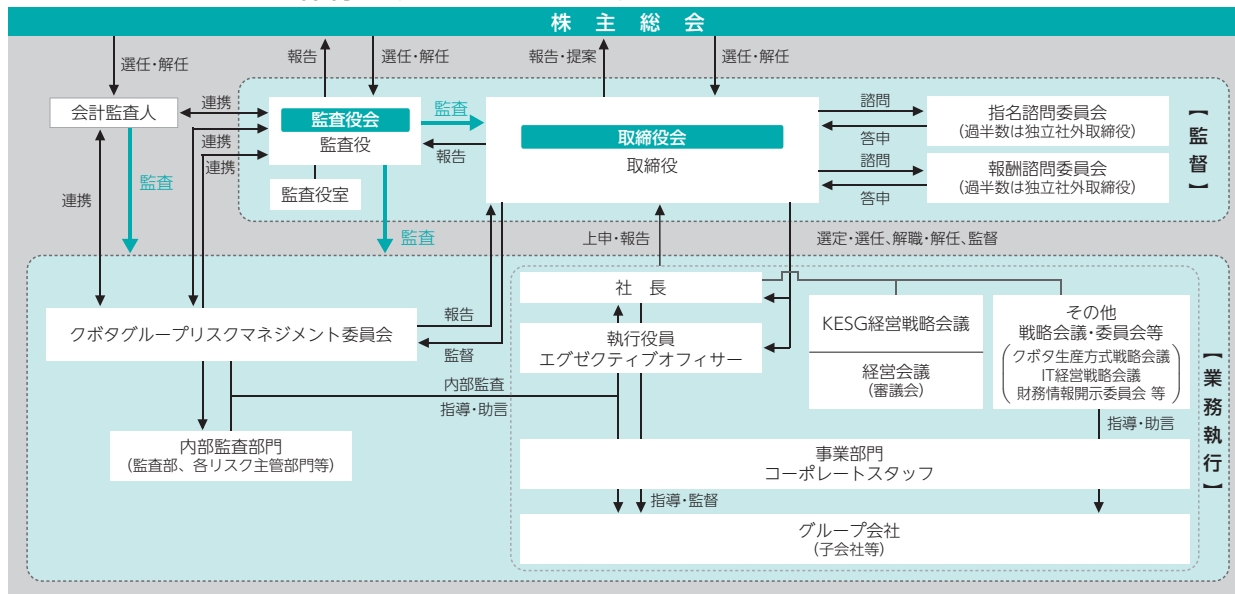 株主総会
選任・解任
報告
選任・解任
報告・提案
選任・解任
会計監査人
連携
連携
連携
監査役会
監査役
監査役室
監査
報告
取締役会
取締役
諮問
答申
諮問
答申
指名諮問委員会
(過半数は独立社外取締役)
報酬諮問委員会
(過半数は独立社外取締役)
【監督】
連携
監査
監査
上申・報告
選定・選任、解職・解任、監督
クボタグループリスクマネジメント委員会
報告
監督
社 長
執行役員
エグゼクティブオフィサー
KESG経営戦略会議
経営会議
(審議会)
その他
戦略会議・委員会等
(クボタ生産方式戦略会議
IT経営戦略会議
財務情報開示委員会 等)
【業務執行】
内部監査
指導・助言
指導・助言
内部監査部門
(監査部、各リスク主管部門等)
事業部門
コーポレートスタッフ
指導・監督
グループ会社
(子会社等)